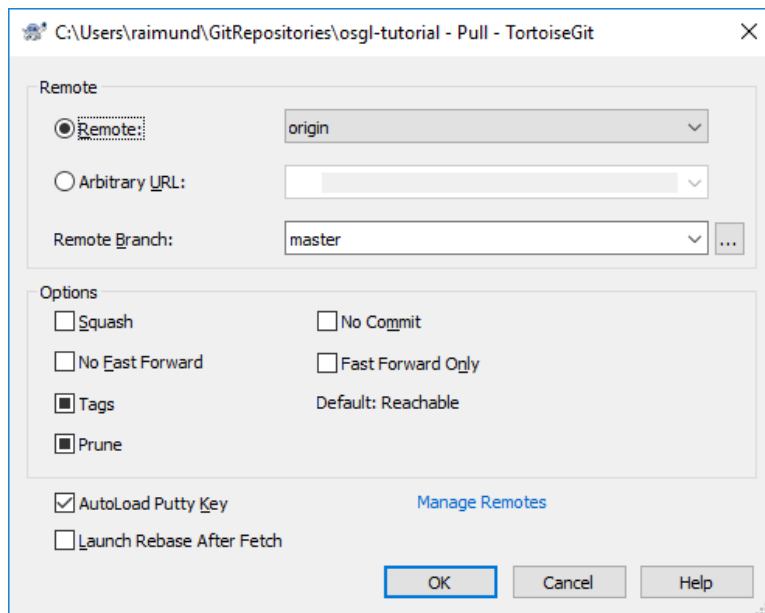 C:\Users\raimund\GitRepositories\osgl-tutorial - Pull - TortoiseGit
Remote
Remote: origin
Arbitrary URL:
Remote Branch: master ...
Options
Squash No Commit
No Fast Forward Fast Forward Only
Tags Default: Reachable
Prune
AutoLoad Putty Key Manage Remotes
Launch Rebase After Fetch
OK Cancel Help